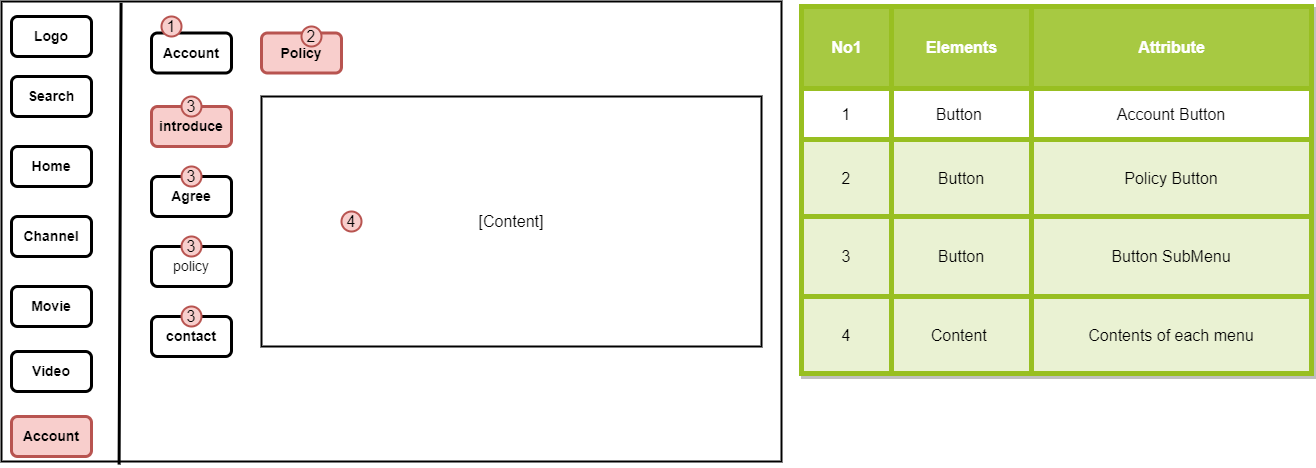 Logo
Search
Home
Channel
Movie
Video
Account
1
Account
2
Policy
3
introduce
3
Agree
3
policy
3
contact
4
[Content]
No1 Elements Attribute
1 Button Account Button
2 Button Policy Button
3 Button Button SubMenu
4 Content Contents of each menu